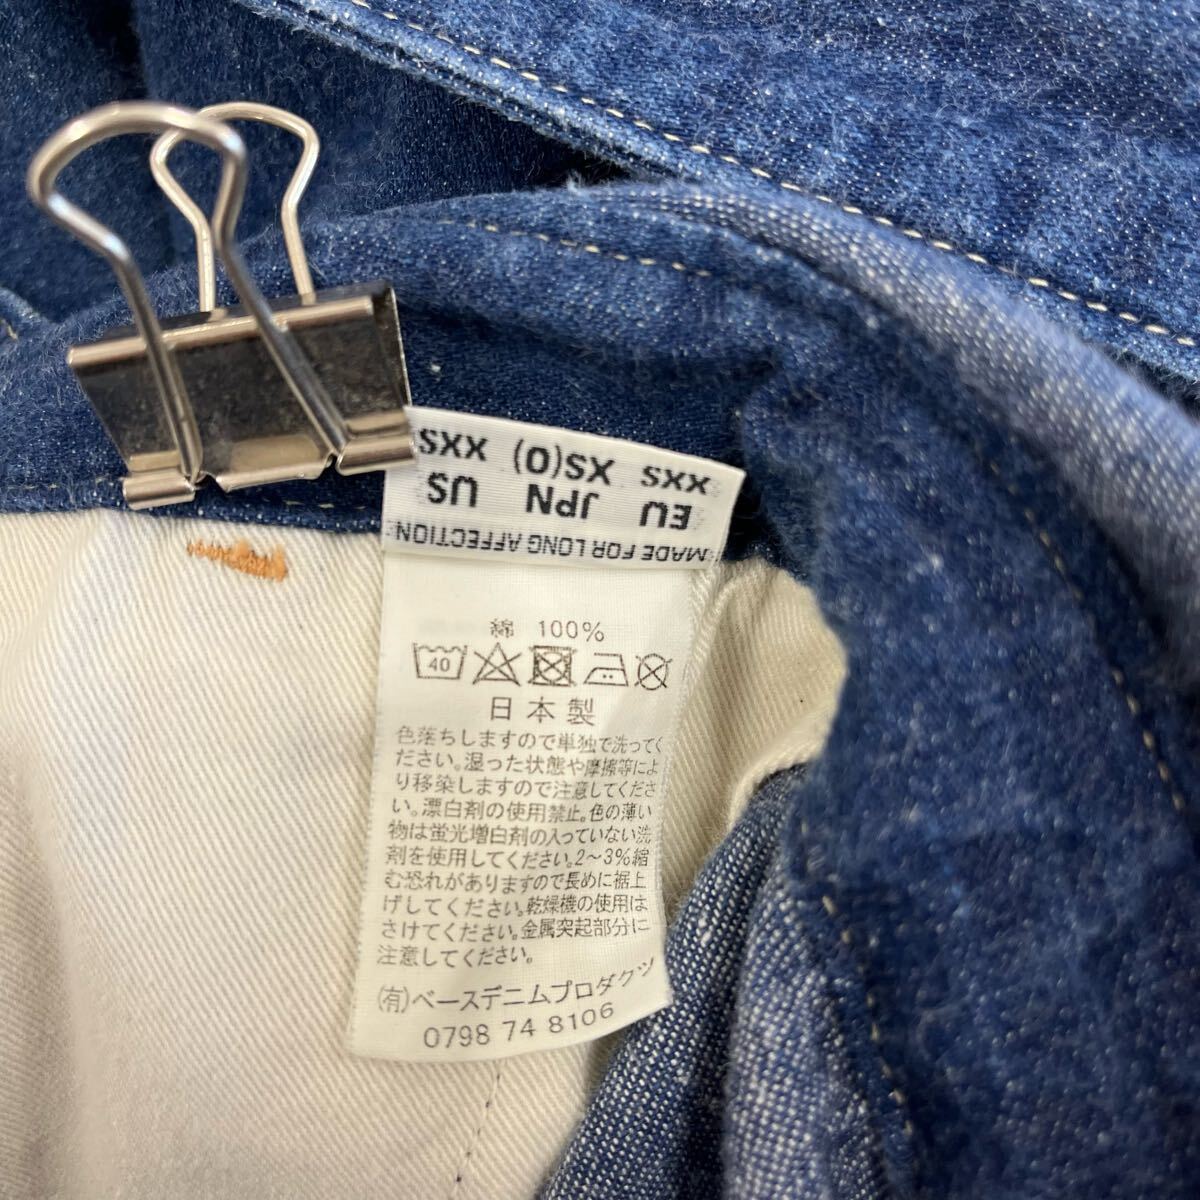 MADE FOR LONG AFFECTION
EU JPN US
XXS XS(O) XXS
綿 100%
40
日本製
色落ちしますので単独で洗ってく
ださい。湿った状態や摩擦等によ
り移染しますので注意してくださ
い。漂白剤の使用禁止。色の薄い
物は蛍光増白剤の入っていない洗
剤を使用してください。2〜3%縮
む恐れがありますので長めに裾上
げしてください。乾燥機の使用は
さけてください。金属突起部分に
注意してください。
(有)ベースデニムプロダクツ
0798 74 8106